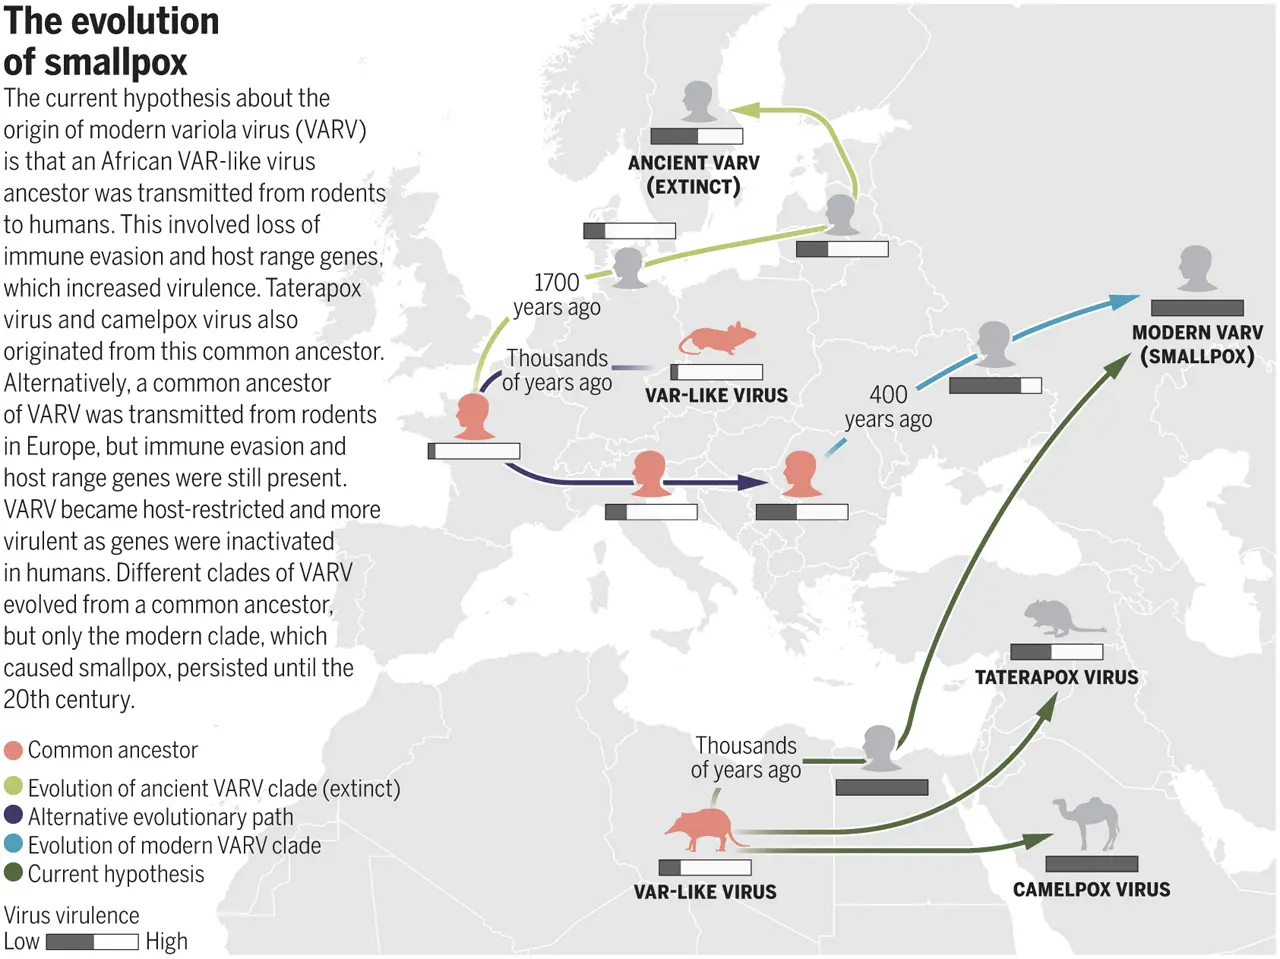 The evolution
of smallpox
The current hypothesis about the
origin of modern variola virus (VARV)
is that an African VAR-like virus
ancestor was transmitted from rodents
to humans. This involved loss of
immune evasion and host range genes,
which increased virulence. Taterapox
virus and camelpox virus also
originated from this common ancestor.
Alternatively, a common ancestor
of VARV was transmitted from rodents
in Europe, but immune evasion and
host range genes were still present.
VARV became host-restricted and more
virulent as genes were inactivated
in humans. Different clades of VARV
evolved from a common ancestor,
but only the modern clade, which
caused smallpox, persisted until the
20th century.
Common ancestor
Evolution of ancient VARV clade (extinct)
Alternative evolutionary path
Evolution of modern VARV clade
Current hypothesis
Virus virulence
Low High
ANCIENT VARV
(EXTINCT)
1700
years ago
Thousands
of years ago
VAR-LIKE VIRUS
400
years ago
MODERN VARV
(SMALLPOX)
TATERAPOX VIRUS
Thousands
of years ago
VAR-LIKE VIRUS
CAMELPOX VIRUS